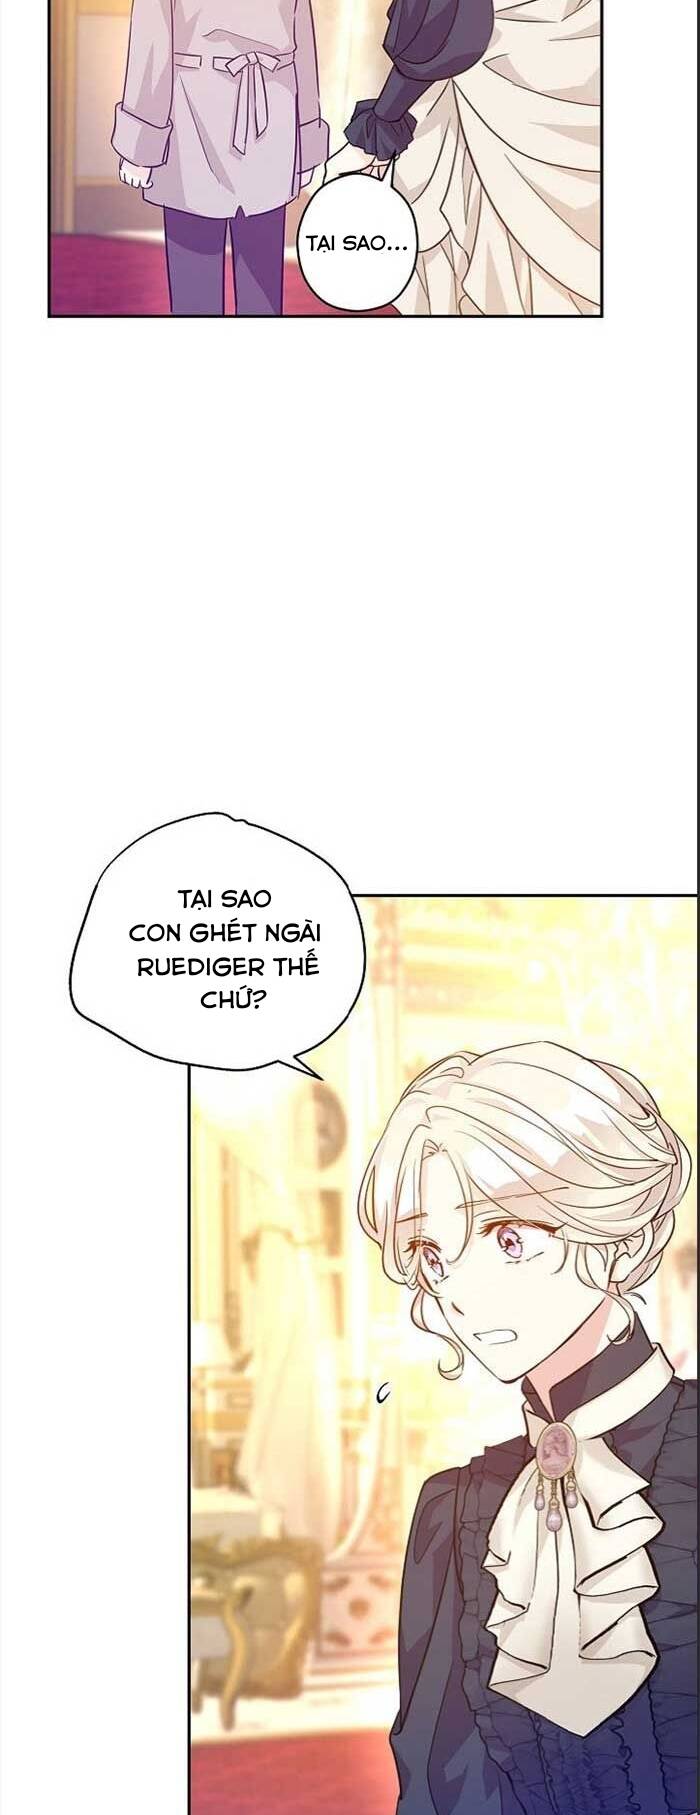 TẠI SAO...
TẠI SAO
CON GHÉT NGÀI
RUEDIGER THẾ
CHỨ?